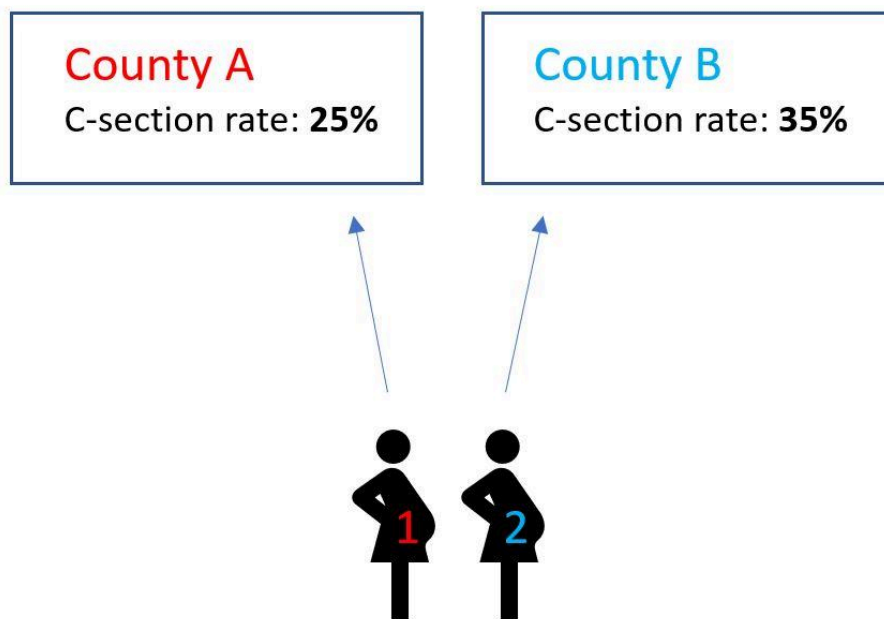 County A
C-section rate: 25%
County B
C-section rate: 35%
1
2